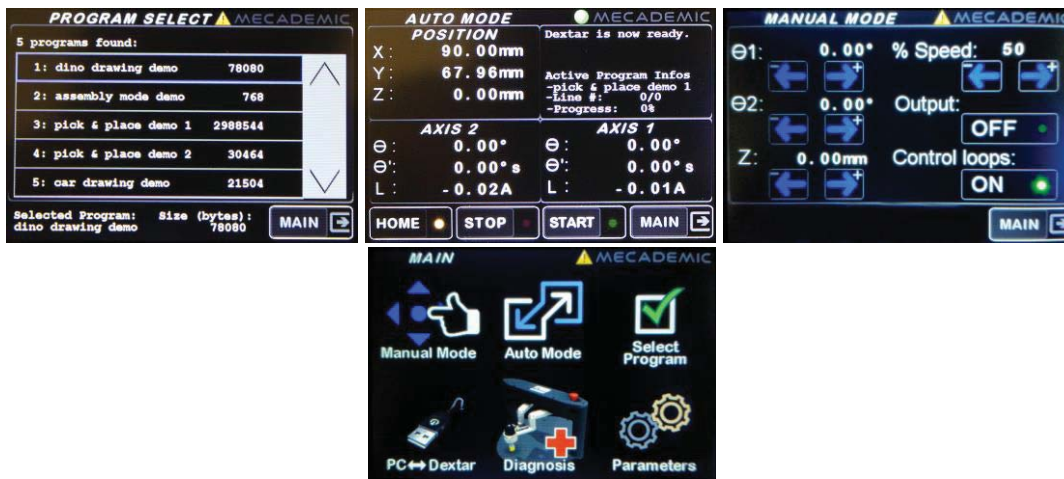 PROGRAM SELECT MECADEMIC
5 programs found:
1: dino drawing demo 78080
2: assembly mode demo 768
3: pick & place demo 1 2988544
4: pick & place demo 2 30464
5: car drawing demo 21504
Selected Program: Size (bytes):
dino drawing demo 78080
MAIN
AUTO MODE MECADEMIC
POSITION
X: 90.00mm
Y: 67.96mm
Z: 0.00mm
Dextar is now ready.
Active Program Infos
-pick & place demo 1
-Line #: 0/0
-Progress: 0%
AXIS 2
Θ: 0.00°
Θ': 0.00°s
L: -0.02A
AXIS 1
Θ: 0.00°
Θ': 0.00°s
L: -0.01A
HOME STOP START MAIN
MANUAL MODE MECADEMIC
Θ1: 0.00° % Speed: 50
- + - +
Θ2: 0.00° Output:
- + OFF
Z: 0.00mm Control loops:
- + ON
MAIN
MAIN MECADEMIC
Manual Mode Auto Mode Select Program
PC↔Dextar Diagnosis Parameters